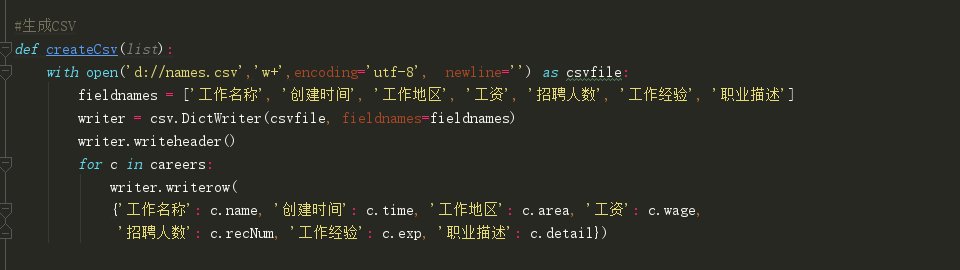 #生成CSV
def createCsv(list):
    with open('d://names.csv','w+',encoding='utf-8',  newline='') as csvfile:
        fieldnames = ['工作名称', '创建时间', '工作地区', '工资', '招聘人数', '工作经验', '职业描述']
        writer = csv.DictWriter(csvfile, fieldnames=fieldnames)
        writer.writeheader()
        for c in careers:
            writer.writerow(
            {'工作名称': c.name, '创建时间': c.time, '工作地区': c.area, '工资': c.wage,
             '招聘人数': c.recNum, '工作经验': c.exp, '职业描述': c.detail})